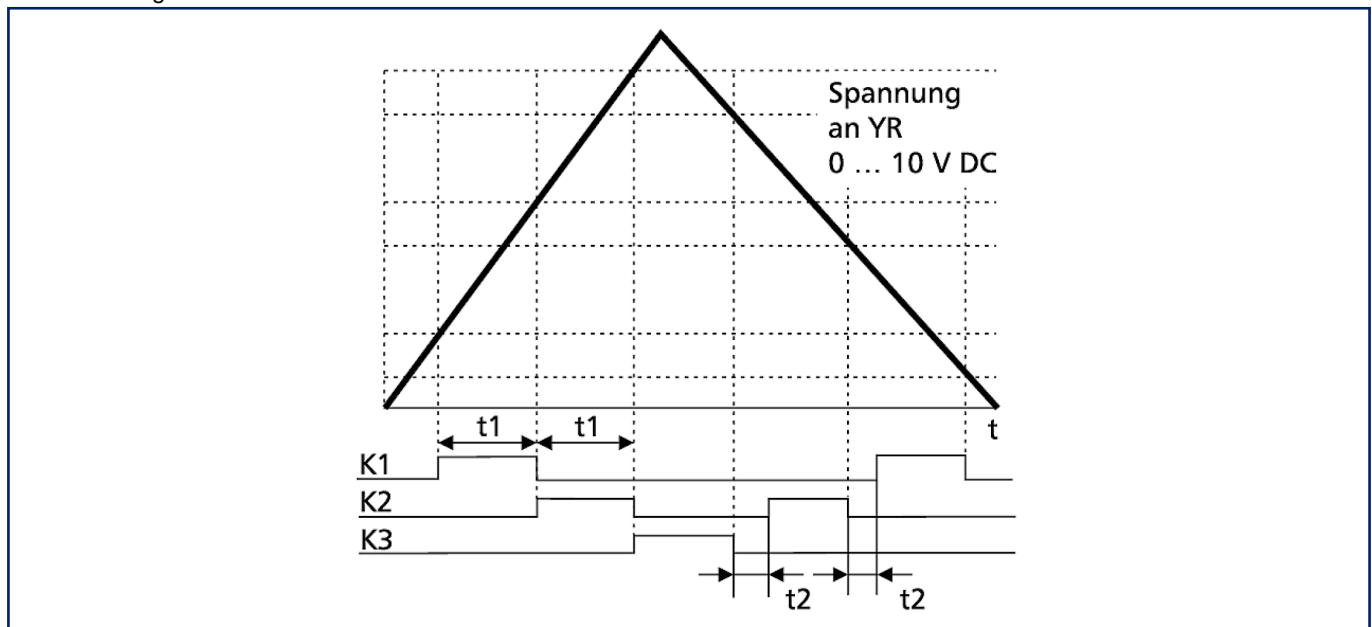 Spannung
an YR
0 … 10 V DC
t
t1
t1
K1
K2
K3
t2
t2